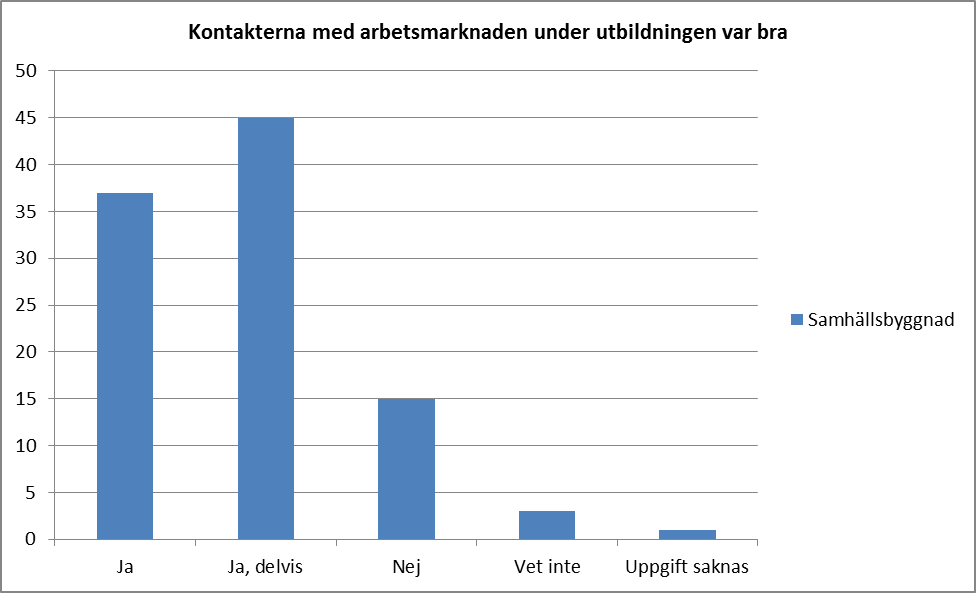 Kontakterna med arbetsmarknaden under utbildningen var bra
50
45
40
35
30
25
20
15
10
5
0
Ja
Ja, delvis
Nej
Vet inte
Uppgift saknas
Samhällsbyggnad